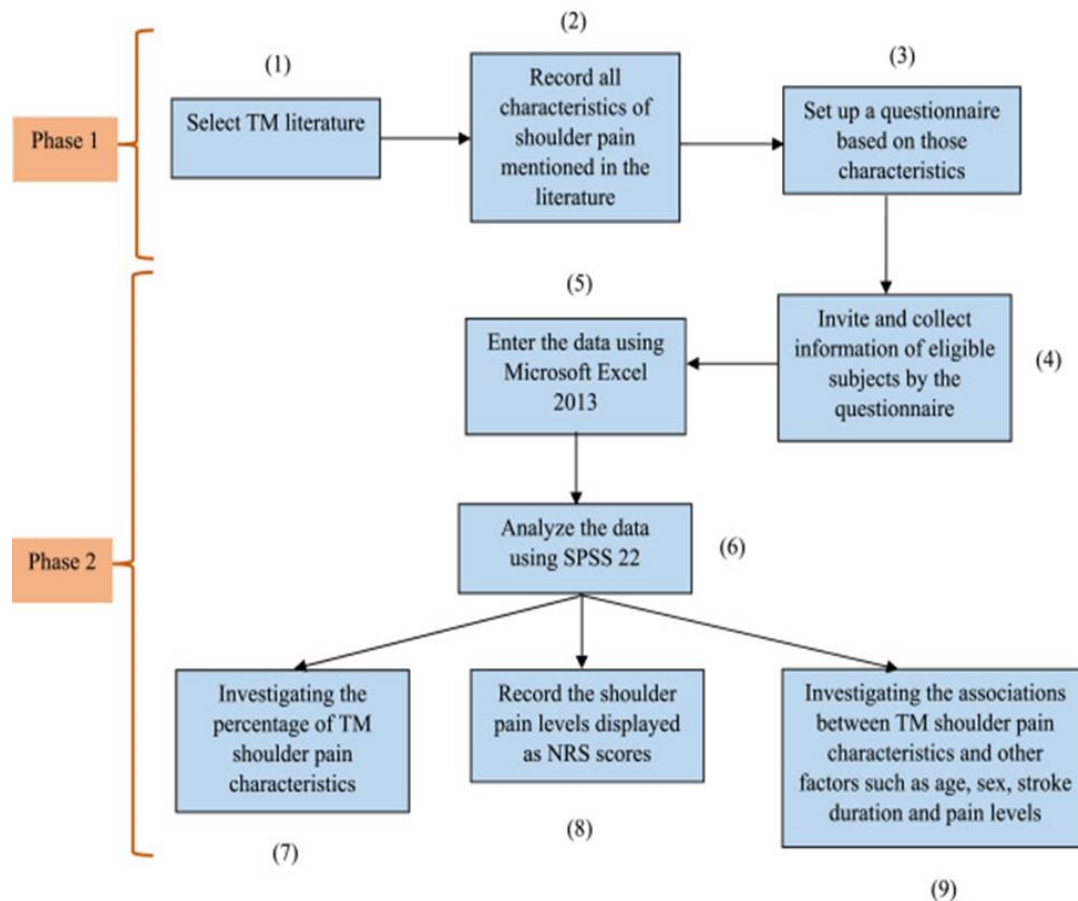 Phase 1
(1)
Select TM literature
(2)
Record all
characteristics of
shoulder pain
mentioned in the
literature
(3)
Set up a questionnaire
based on those
characteristics
Phase 2
(4)
Invite and collect
information of eligible
subjects by the
questionnaire
(5)
Enter the data using
Microsoft Excel
2013
Analyze the data
using SPSS 22
(6)
Investigating the
percentage of TM
shoulder pain
characteristics
(7)
Record the shoulder
pain levels displayed
as NRS scores
(8)
Investigating the associations
between TM shoulder pain
characteristics and other
factors such as age, sex, stroke
duration and pain levels
(9)